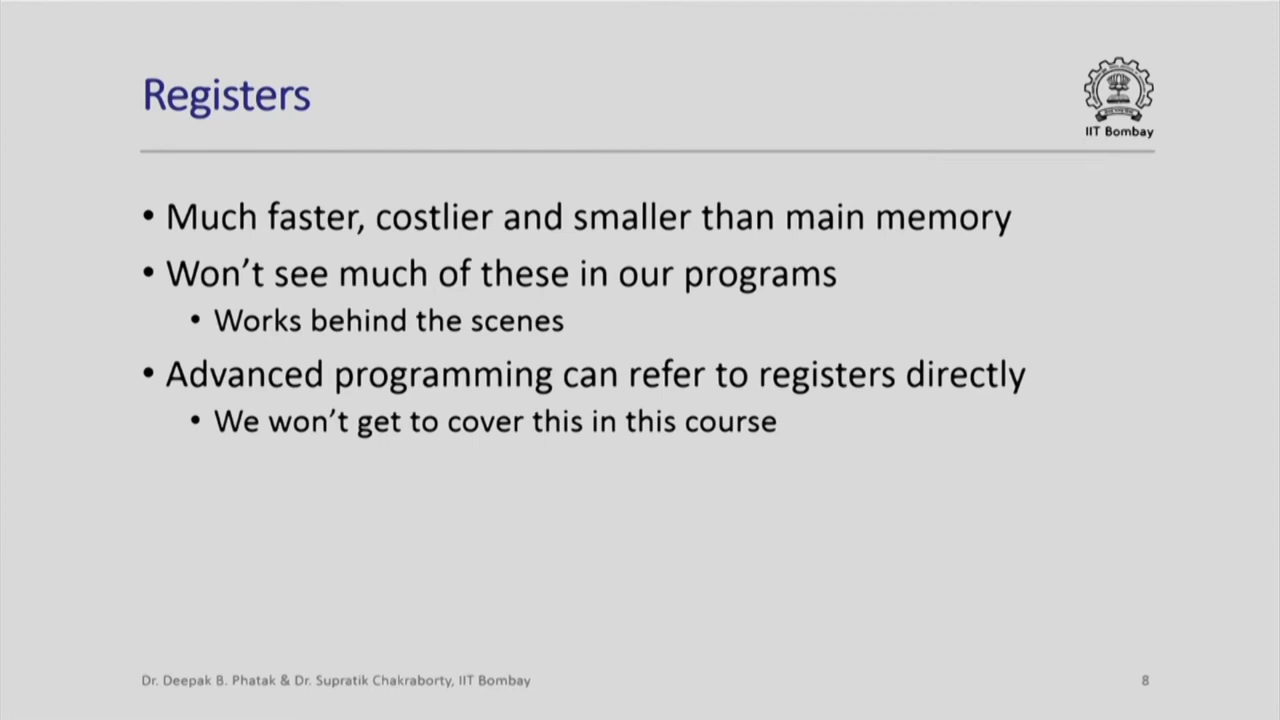 Registers
IIT Bombay
• Much faster, costlier and smaller than main memory
• Won’t see much of these in our programs
• Works behind the scenes
• Advanced programming can refer to registers directly
• We won’t get to cover this in this course
Dr. Deepak B. Phatak & Dr. Supratik Chakraborty, IIT Bombay
8